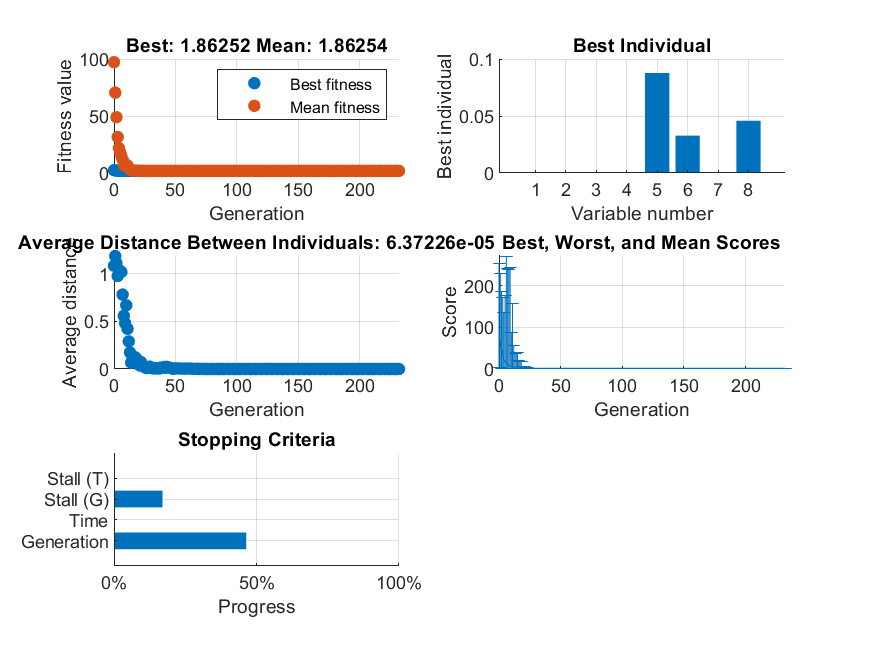 Best: 1.86252 Mean: 1.86254
Fitness value
100
50
0
Best fitness
Mean fitness
0 50 100 150 200
Generation
Best Individual
Best individual
0.1
0.05
0
1 2 3 4 5 6 7 8
Variable number
Average Distance Between Individuals: 6.37226e-05
Average distance
1
0.5
0
0 50 100 150 200
Generation
Best, Worst, and Mean Scores
Score
200
100
0
0 50 100 150 200
Generation
Stopping Criteria
Stall (T)
Stall (G)
Time
Generation
0% 50% 100%
Progress